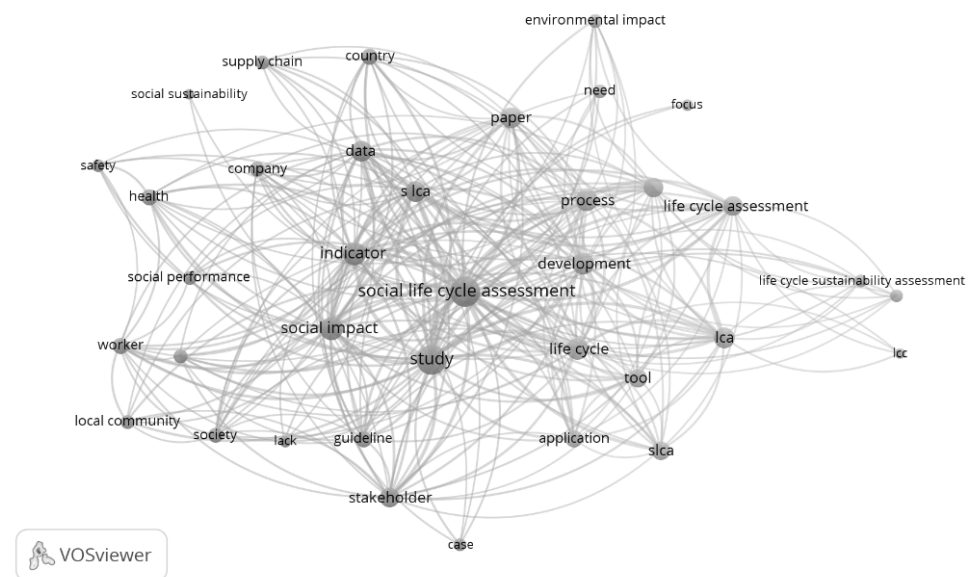 environmental impact
supply chain
country
social sustainability
need
focus
paper
data
safety
company
health
s lca
process
life cycle assessment
indicator
development
social performance
life cycle sustainability assessment
social life cycle assessment
social impact
lca
worker
study
life cycle
lcc
tool
local community
society
lack
guideline
application
slca
stakeholder
case
VOSviewer